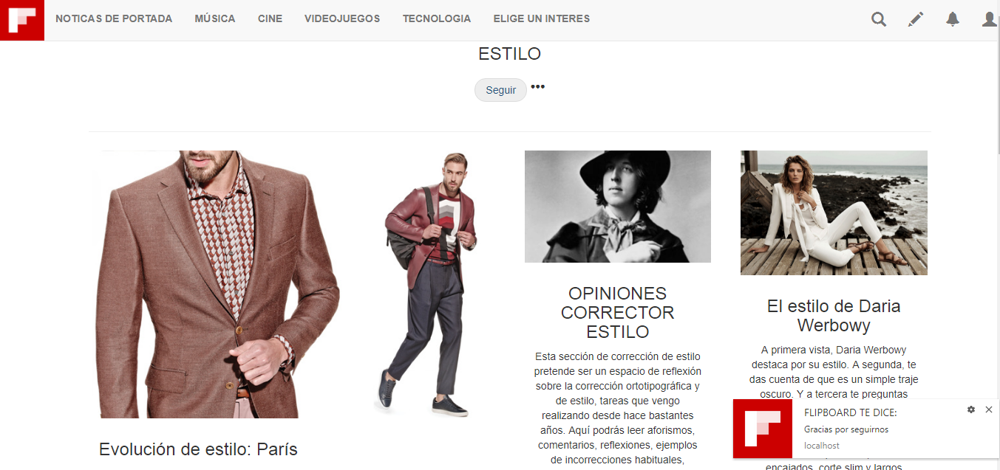 NOTICAS DE PORTADA MÚSICA CINE VIDEOJUEGOS TECNOLOGIA ELIGE UN INTERES
ESTILO
Seguir •••
Evolución de estilo: París
OPINIONES
CORRECTOR
ESTILO
Esta sección de corrección de estilo
pretende ser un espacio de reflexión
sobre la corrección ortotipográfica y
de estilo, tareas que vengo
realizando desde hace bastantes
años. Aquí podrás leer aforismos,
comentarios, reflexiones, ejemplos
de incorrecciones habituales,
El estilo de Daria
Werbowy
A primera vista, Daria Werbowy
destaca por su estilo. A segunda, te
das cuenta de que es un simple traje
oscuro. Y a tercera te preguntas
encajados, corte slim y largos
FLIPBOARD TE DICE:
Gracias por seguirnos
localhost